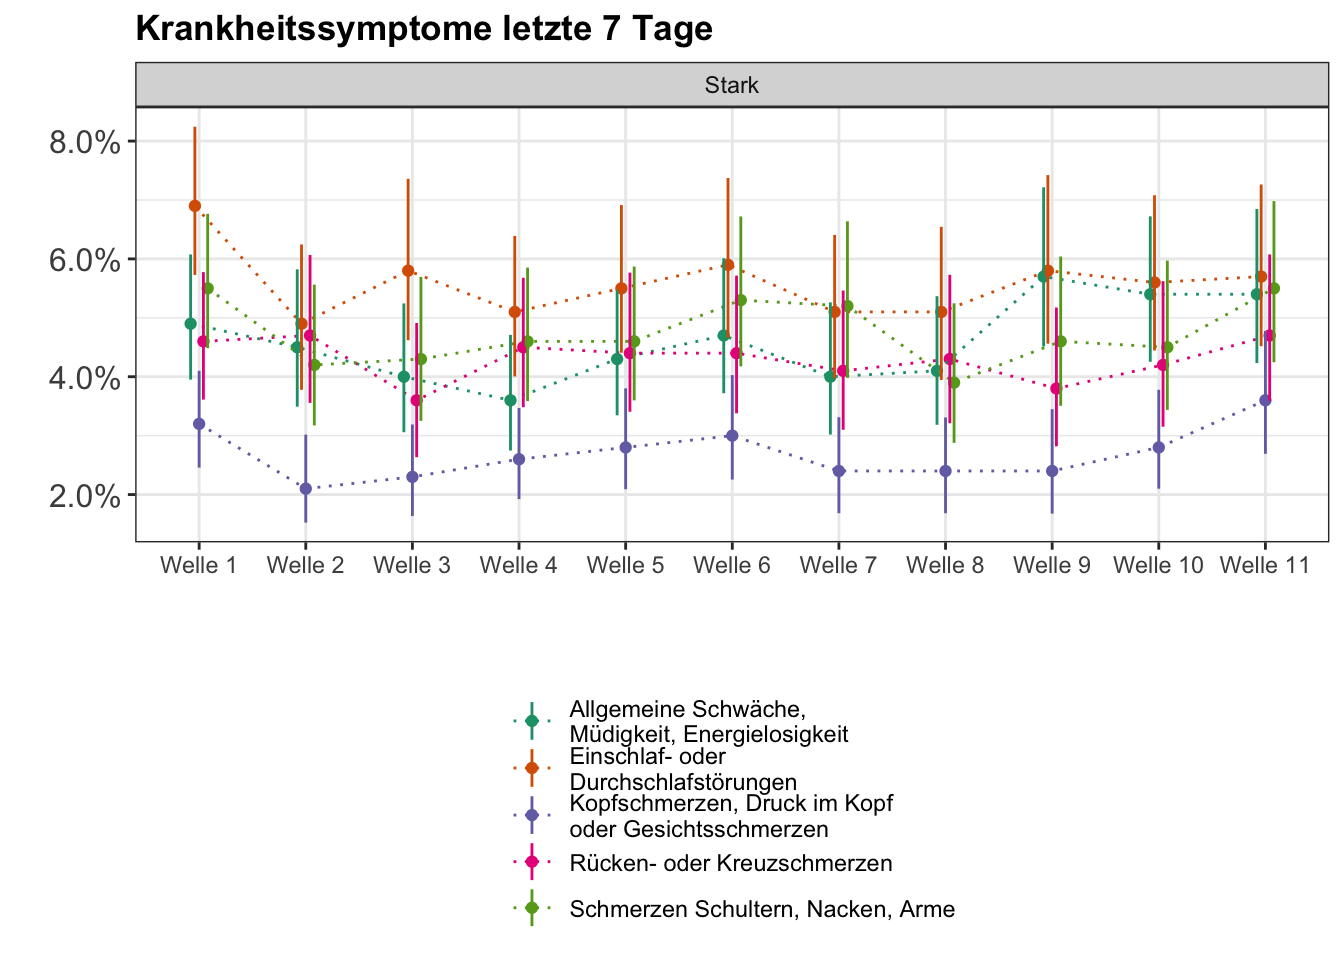 Krankheitssymptome letzte 7 Tage
Stark
8.0%
6.0%
4.0%
2.0%
Welle 1 Welle 2 Welle 3 Welle 4 Welle 5 Welle 6 Welle 7 Welle 8 Welle 9 Welle 10 Welle 11
Allgemeine Schwäche,
Müdigkeit, Energielosigkeit
Einschlaf- oder
Durchschlafstörungen
Kopfschmerzen, Druck im Kopf
oder Gesichtsschmerzen
Rücken- oder Kreuzschmerzen
Schmerzen Schultern, Nacken, Arme